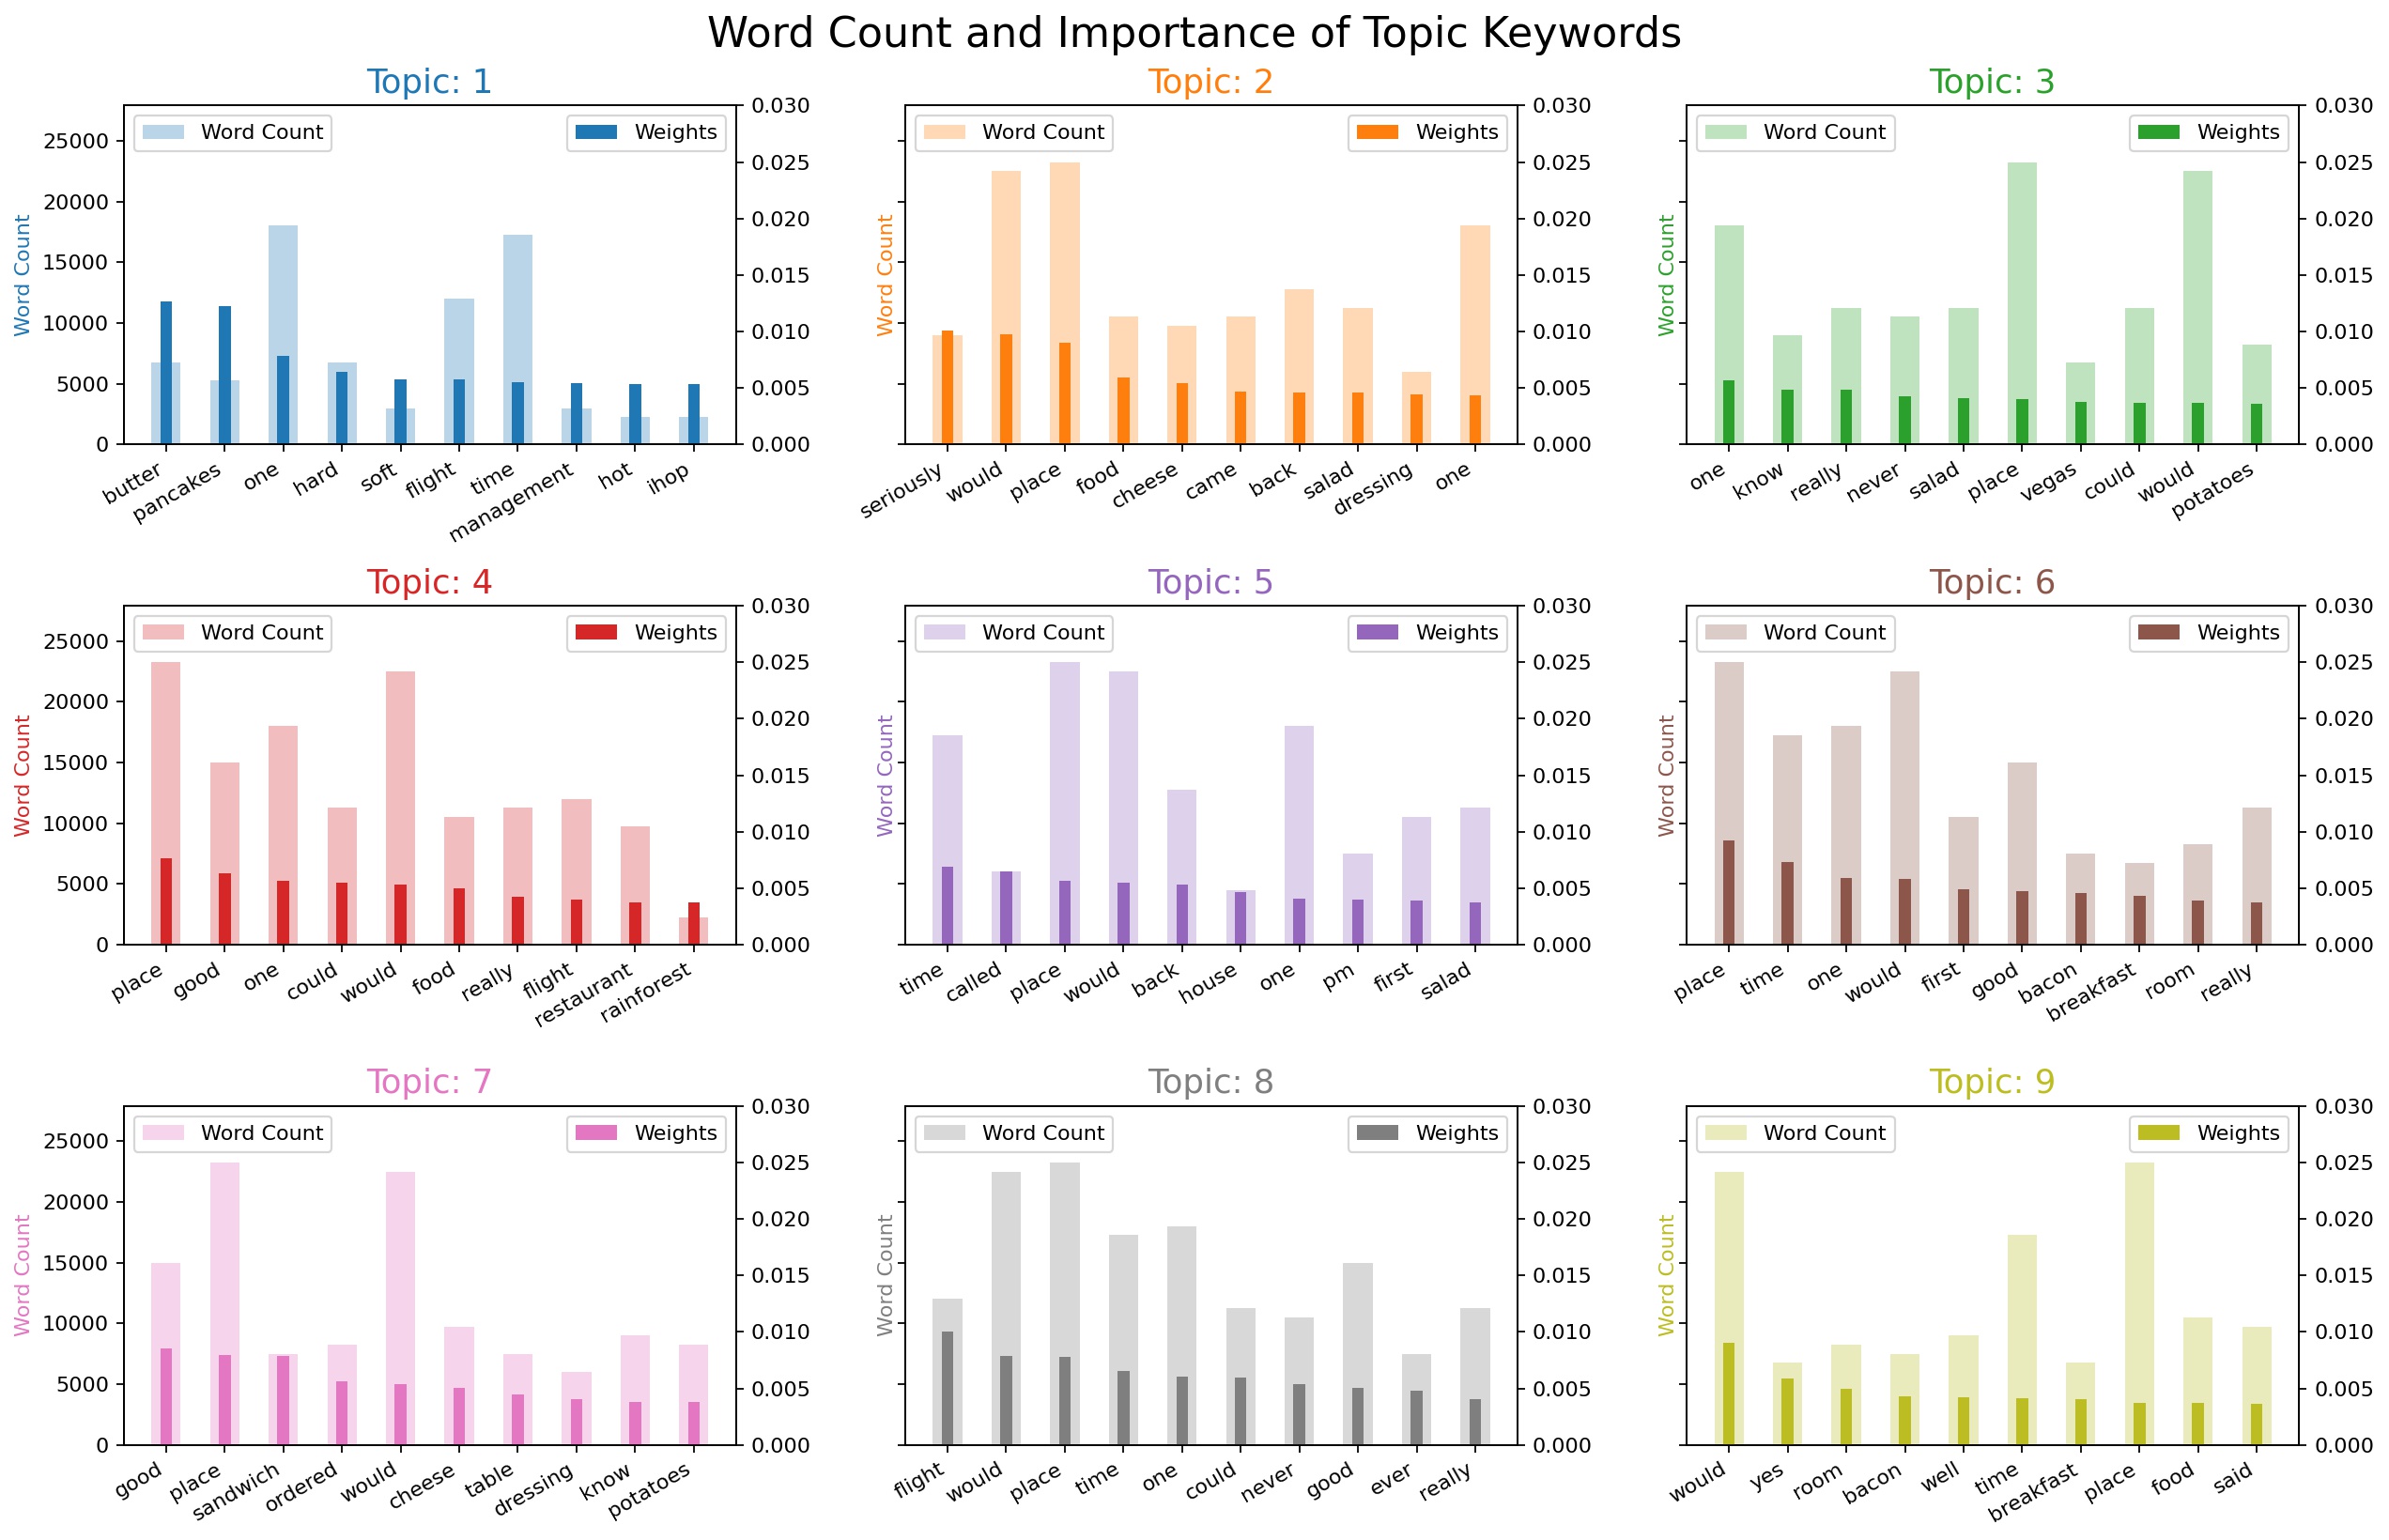 Word Count and Importance of Topic Keywords
Topic: 1
Word Count
Weights
Word Count
25000
20000
15000
10000
5000
0
0.030
0.025
0.020
0.015
0.010
0.005
0.000
butter pancakes one hard soft flight time management hot ihop
Topic: 2
Word Count
Weights
Word Count
0.030
0.025
0.020
0.015
0.010
0.005
0.000
seriously would place food cheese came back salad dressing one
Topic: 3
Word Count
Weights
Word Count
0.030
0.025
0.020
0.015
0.010
0.005
0.000
one know really never salad place vegas could would potatoes
Topic: 4
Word Count
Weights
Word Count
25000
20000
15000
10000
5000
0
0.030
0.025
0.020
0.015
0.010
0.005
0.000
place good one could would food really flight restaurant rainforest
Topic: 5
Word Count
Weights
Word Count
0.030
0.025
0.020
0.015
0.010
0.005
0.000
time called place would back house one pm first salad
Topic: 6
Word Count
Weights
Word Count
0.030
0.025
0.020
0.015
0.010
0.005
0.000
place time one would first good bacon breakfast room really
Topic: 7
Word Count
Weights
Word Count
25000
20000
15000
10000
5000
0
0.030
0.025
0.020
0.015
0.010
0.005
0.000
good place sandwich ordered would cheese table dressing know potatoes
Topic: 8
Word Count
Weights
Word Count
0.030
0.025
0.020
0.015
0.010
0.005
0.000
flight would place time one could never good ever really
Topic: 9
Word Count
Weights
Word Count
0.030
0.025
0.020
0.015
0.010
0.005
0.000
would yes room bacon well time breakfast place food said